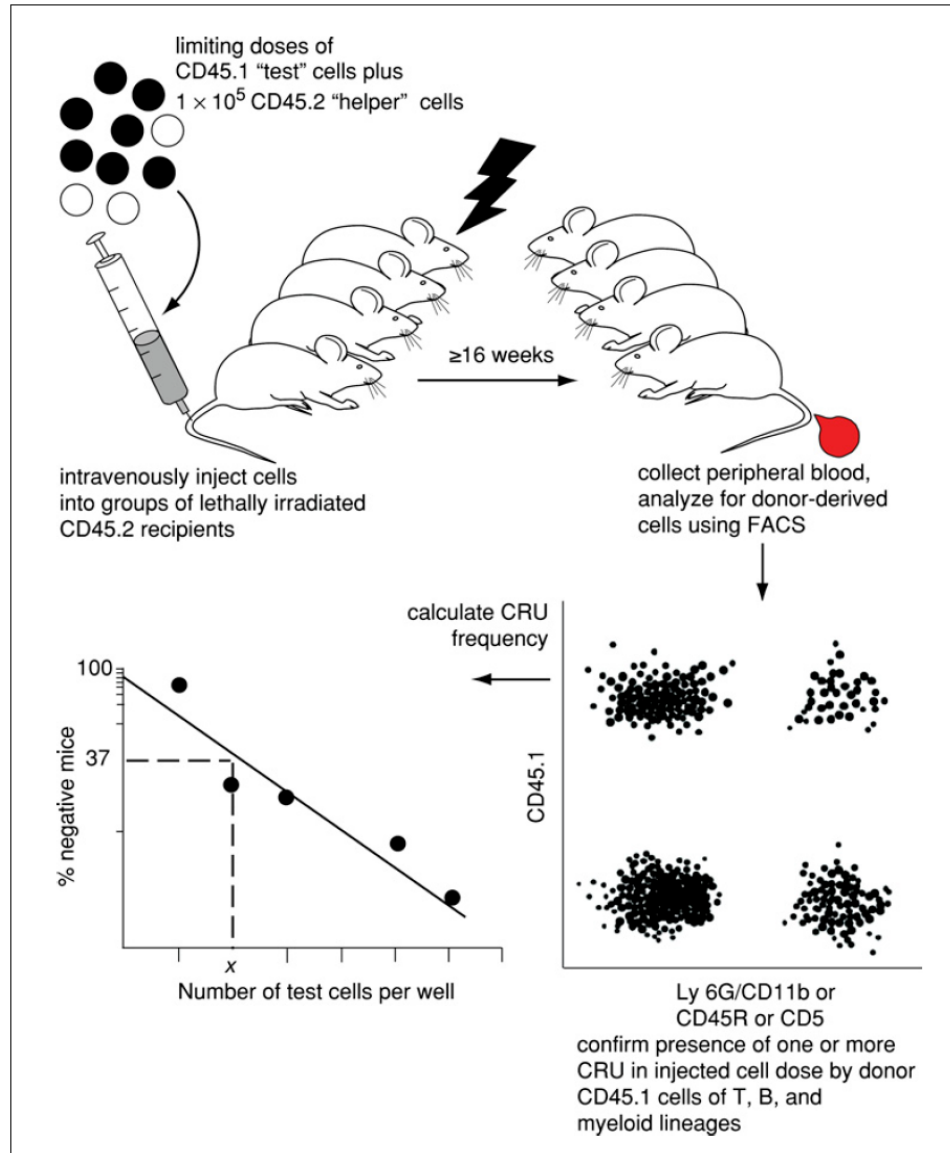 limiting doses of
CD45.1 “test” cells plus
1 × 10⁵ CD45.2 “helper” cells
≥16 weeks
intravenously inject cells
into groups of lethally irradiated
CD45.2 recipients
collect peripheral blood,
analyze for donor-derived
cells using FACS
calculate CRU
frequency
100
37
% negative mice
x
Number of test cells per well
CD45.1
Ly 6G/CD11b or
CD45R or CD5
confirm presence of one or more
CRU in injected cell dose by donor
CD45.1 cells of T, B, and
myeloid lineages